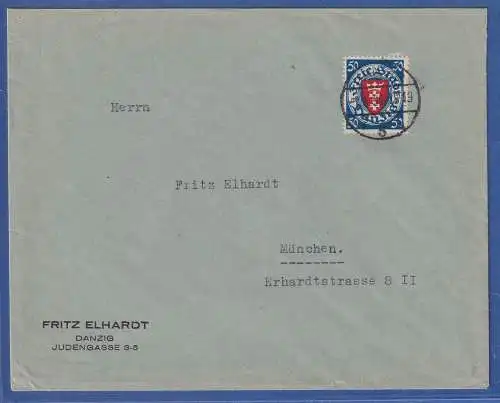 Herrn
Fritz Elhardt
München.
Erhardtstrasse 8 II
FRITZ ELHARDT
DANZIG
JUDENGASSE 3-5